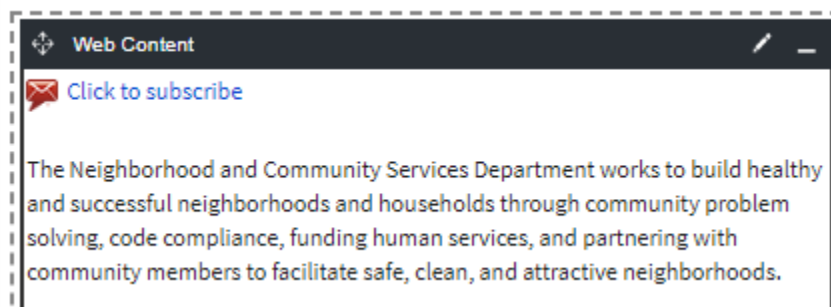 Web Content
Click to subscribe
The Neighborhood and Community Services Department works to build healthy
and successful neighborhoods and households through community problem
solving, code compliance, funding human services, and partnering with
community members to facilitate safe, clean, and attractive neighborhoods.